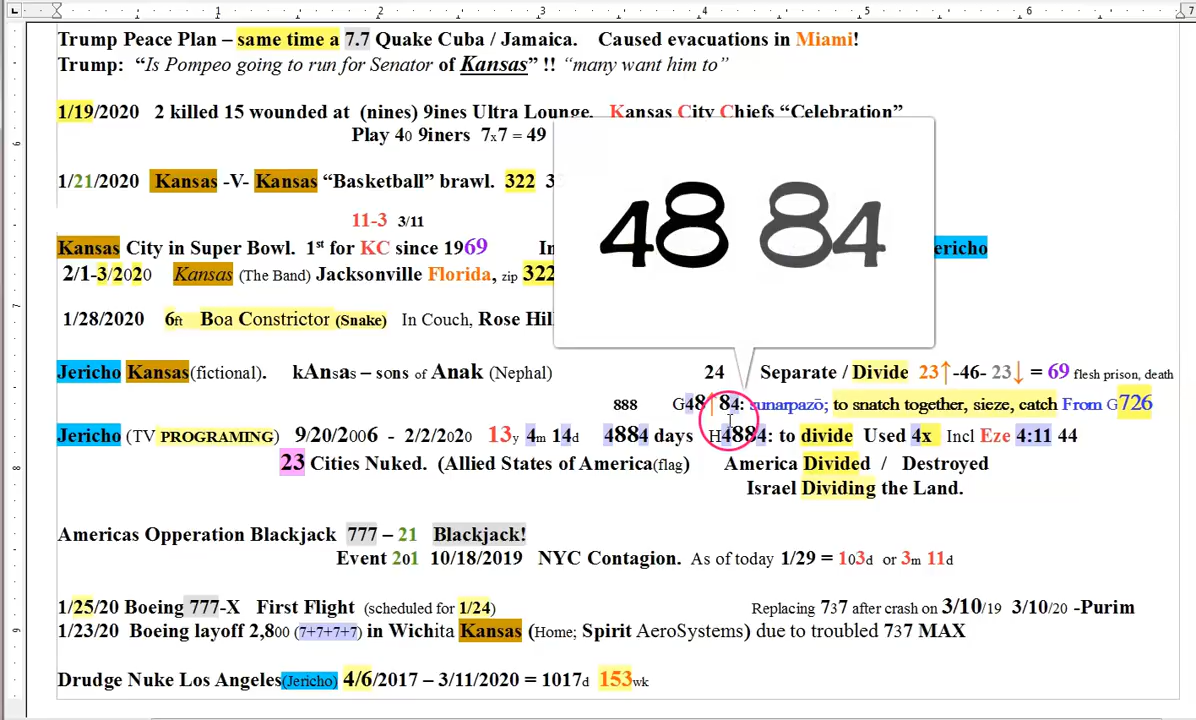 1 2 3 4 5 6 7
Trump Peace Plan – same time a 7.7 Quake Cuba / Jamaica. Caused evacuations in Miami!
Trump: “Is Pompeo going to run for Senator of Kansas” !! “many want him to”
1/19/2020 2 killed 15 wounded at (nines) 9ines Ultra Lounge. Kansas City Chiefs “Celebration”
Play 40 9iners 7x7 = 49
1/21/2020 Kansas -V- Kansas “Basketball” brawl. 322
48 84
11-3 3/11
Kansas City in Super Bowl. 1st for KC since 1969 In ericho
2/1-3/2020 Kansas (The Band) Jacksonville Florida, zip 322
1/28/2020 6ft Boa Constrictor (Snake) In Couch, Rose Hil
Jericho Kansas(fictional). kAnsas – sons of Anak (Nephal) 24 Separate / Divide 23↑-46- 23↓ = 69 flesh prison, death
888 G48↑84: sunarpazō; to snatch together, sieze, catch From G726
Jericho (TV PROGRAMING) 9/20/2006 - 2/2/2020 13y 4m 14d 4884 days H4884: to divide Used 4x Incl Eze 4:11 44
23 Cities Nuked. (Allied States of America(flag) America Divided / Destroyed
Israel Dividing the Land.
Americas Opperation Blackjack 777 – 21 Blackjack!
Event 201 10/18/2019 NYC Contagion. As of today 1/29 = 103d or 3m 11d
1/25/20 Boeing 777-X First Flight (scheduled for 1/24) Replacing 737 after crash on 3/10/19 3/10/20 -Purim
1/23/20 Boeing layoff 2,800 (7+7+7+7) in Wichita Kansas (Home; Spirit AeroSystems) due to troubled 737 MAX
Drudge Nuke Los Angeles(Jericho) 4/6/2017 – 3/11/2020 = 1017d 153wk